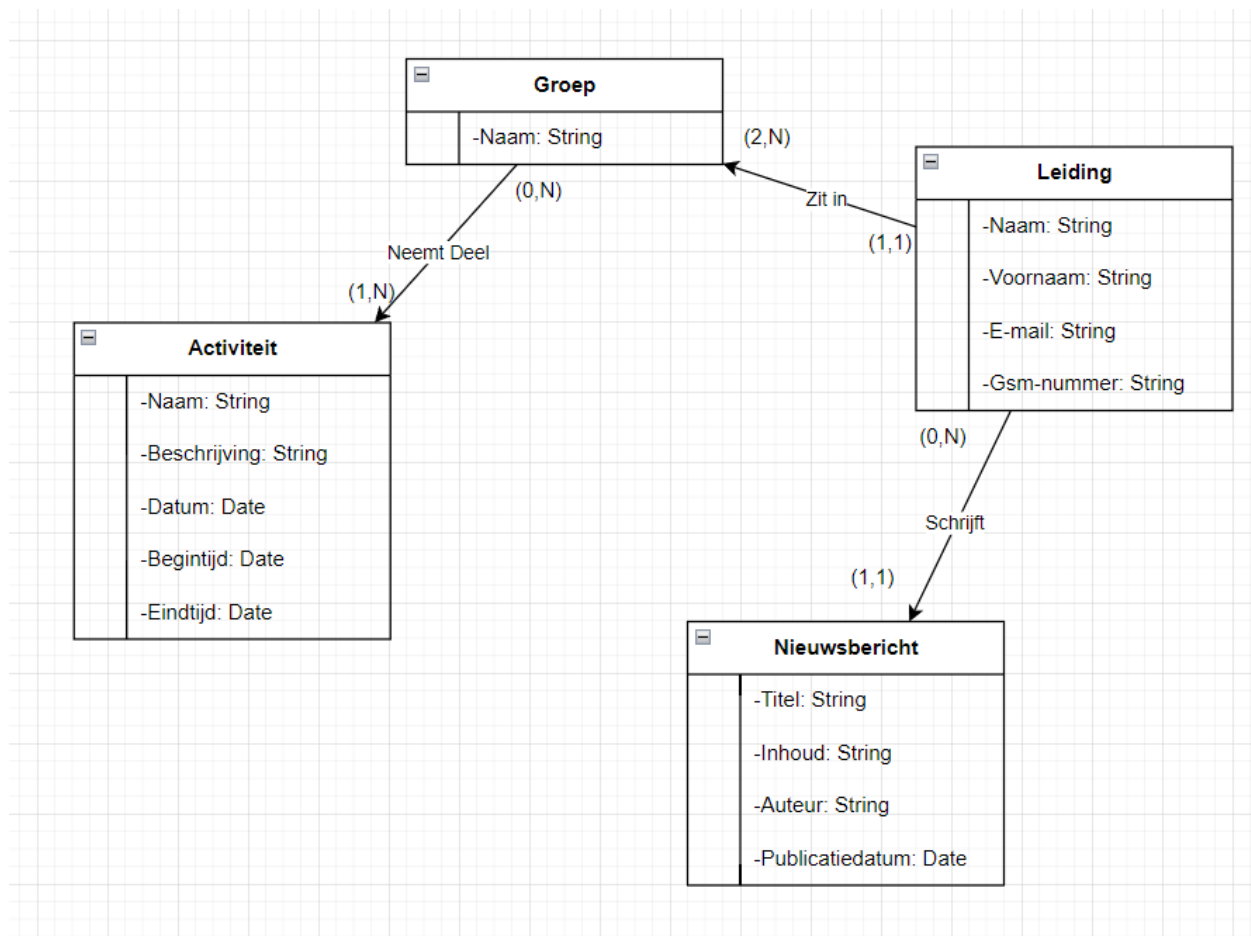 Groep
-Naam: String
(2,N)
(0,N)
Zit in
(1,1)
Leiding
-Naam: String
-Voornaam: String
-E-mail: String
-Gsm-nummer: String
Neemt Deel
(1,N)
Activiteit
-Naam: String
-Beschrijving: String
-Datum: Date
-Begintijd: Date
-Eindtijd: Date
(0,N)
Schrijft
(1,1)
Nieuwsbericht
-Titel: String
-Inhoud: String
-Auteur: String
-Publicatiedatum: Date